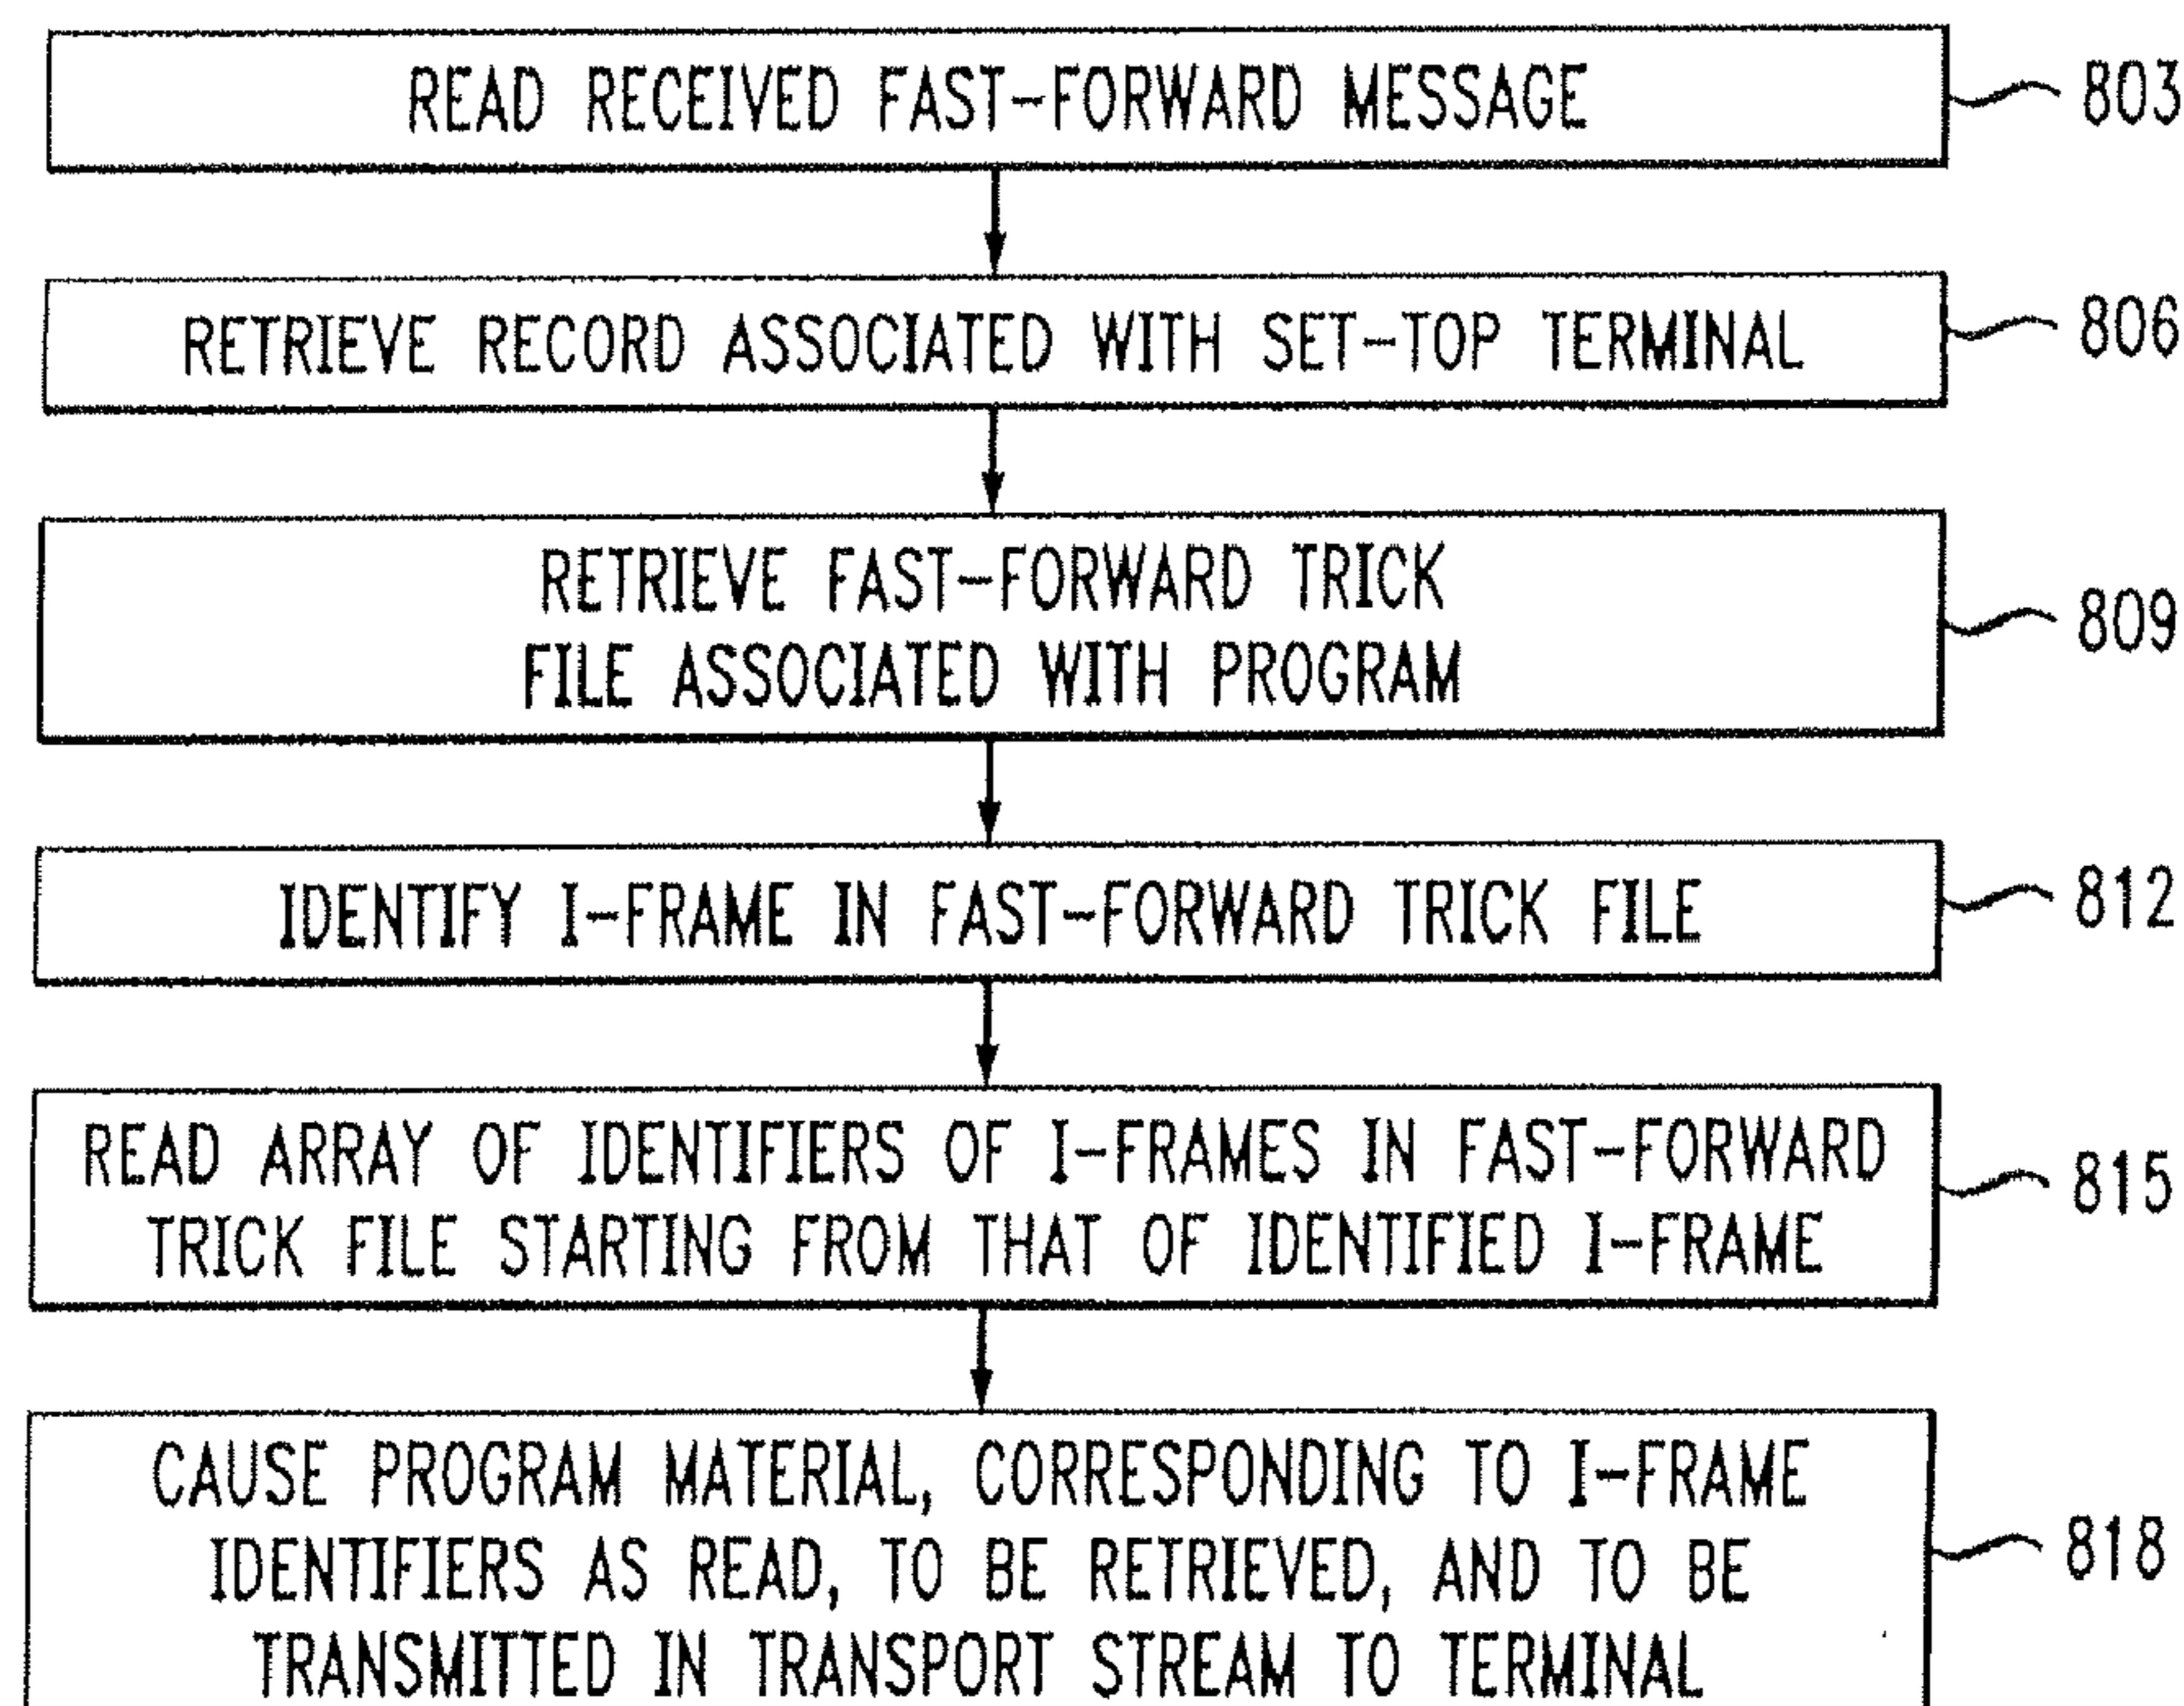 READ RECEIVED FAST-FORWARD MESSAGE
803
RETRIEVE RECORD ASSOCIATED WITH SET-TOP TERMINAL
806
RETRIEVE FAST-FORWARD TRICK
FILE ASSOCIATED WITH PROGRAM
809
IDENTIFY I-FRAME IN FAST-FORWARD TRICK FILE
812
READ ARRAY OF IDENTIFIERS OF I-FRAMES IN FAST-FORWARD
TRICK FILE STARTING FROM THAT OF IDENTIFIED I-FRAME
815
CAUSE PROGRAM MATERIAL, CORRESPONDING TO I-FRAME
IDENTIFIERS AS READ, TO BE RETRIEVED, AND TO BE
TRANSMITTED IN TRANSPORT STREAM TO TERMINAL
818